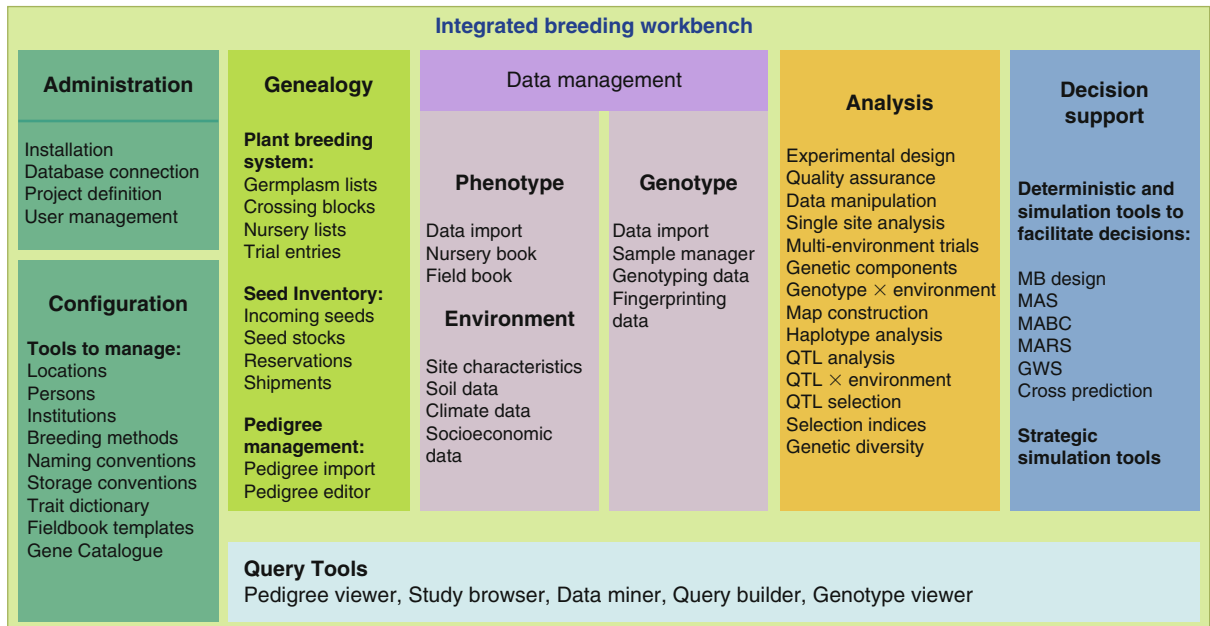 Integrated breeding workbench
Administration
Installation
Database connection
Project definition
User management
Configuration
Tools to manage:
Locations
Persons
Institutions
Breeding methods
Naming conventions
Storage conventions
Trait dictionary
Fieldbook templates
Gene Catalogue
Genealogy
Plant breeding
system:
Germplasm lists
Crossing blocks
Nursery lists
Trial entries
Seed Inventory:
Incoming seeds
Seed stocks
Reservations
Shipments
Pedigree
management:
Pedigree import
Pedigree editor
Data management
Phenotype
Data import
Nursery book
Field book
Environment
Site characteristics
Soil data
Climate data
Socioeconomic
data
Genotype
Data import
Sample manager
Genotyping data
Fingerprinting
data
Analysis
Experimental design
Quality assurance
Data manipulation
Single site analysis
Multi-environment trials
Genetic components
Genotype × environment
Map construction
Haplotype analysis
QTL analysis
QTL × environment
QTL selection
Selection indices
Genetic diversity
Decision
support
Deterministic and
simulation tools to
facilitate decisions:
MB design
MAS
MABC
MARS
GWS
Cross prediction
Strategic
simulation tools
Query Tools
Pedigree viewer, Study browser, Data miner, Query builder, Genotype viewer